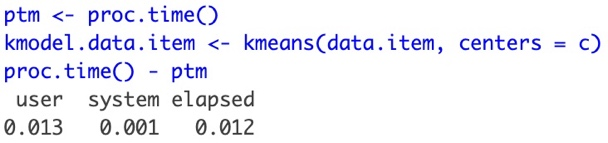 ptm <- proc.time()
kmodel.data.item <- kmeans(data.item, centers = c)
proc.time() - ptm
user system elapsed
0.013 0.001 0.012